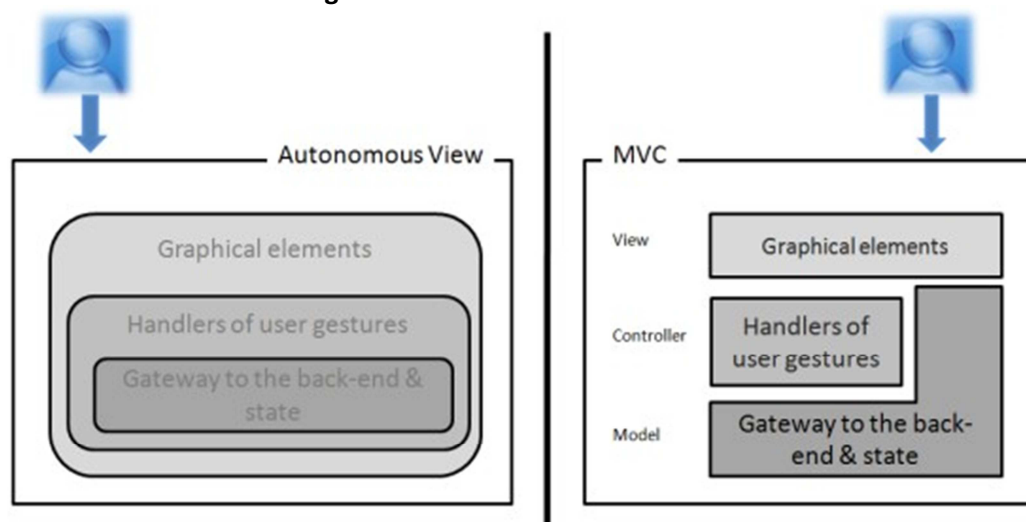 Autonomous View
Graphical elements
Handlers of user gestures
Gateway to the back-end &
state
MVC
View
Graphical elements
Controller
Handlers of
user gestures
Model
Gateway to the back-
end & state